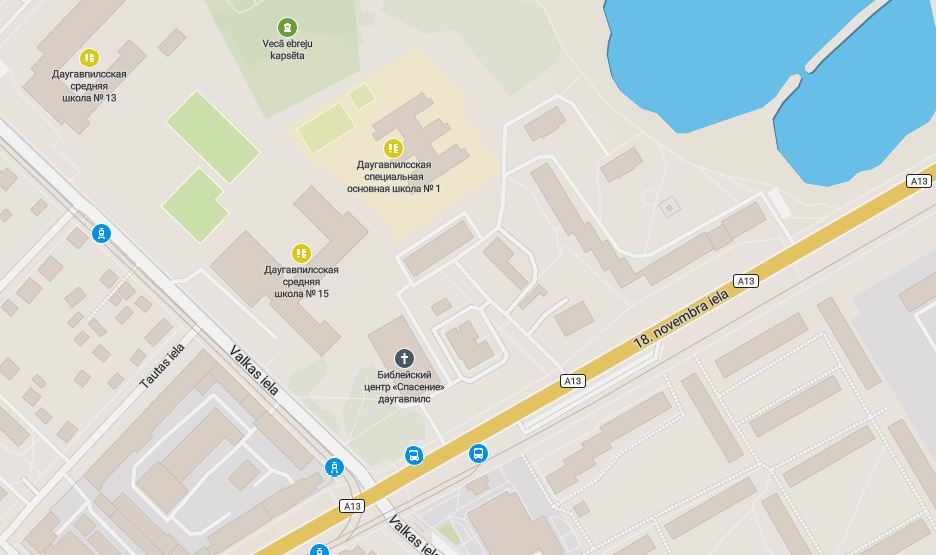 Vecā ebreju
kapsēta
Даугавпилсская
средняя
школа № 13
Даугавпилсская
специальная
основная школа № 1
A13
Даугавпилсская
средняя
школа № 15
A13
18. novembra iela
Tautas iela
Valkas iela
Библейский
центр «Спасение»
даугавпилс
A13
A13
Valkas iela